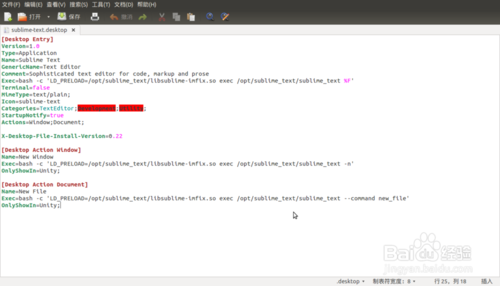 文件(F) 编辑(E) 查看(V) 搜索(S) 工具(T) 文档(D) 帮助(H)
打开 保存 撤消
sublime-text.desktop
[Desktop Entry]
Version=1.0
Type=Application
Name=Sublime Text
GenericName=Text Editor
Comment=Sophisticated text editor for code, markup and prose
Exec=bash -c 'LD_PRELOAD=/opt/sublime_text/libsublime-imfix.so exec /opt/sublime_text/sublime_text %F'
Terminal=false
MimeType=text/plain;
Icon=sublime-text
Categories=TextEditor;
StartupNotify=true
Actions=Window;Document;
X-Desktop-File-Install-Version=0.22
[Desktop Action Window]
Name=New Window
Exec=bash -c 'LD_PRELOAD=/opt/sublime_text/libsublime-imfix.so exec /opt/sublime_text/sublime_text -n'
OnlyShowIn=Unity;
[Desktop Action Document]
Name=New File
Exec=bash -c 'LD_PRELOAD=/opt/sublime_text/libsublime-imfix.so exec /opt/sublime_text/sublime_text --command new_file'
OnlyShowIn=Unity;
Baidu 经验
jingyan.baidu.com
.desktop 制表符宽度: 8 行 25, 列 18 插入